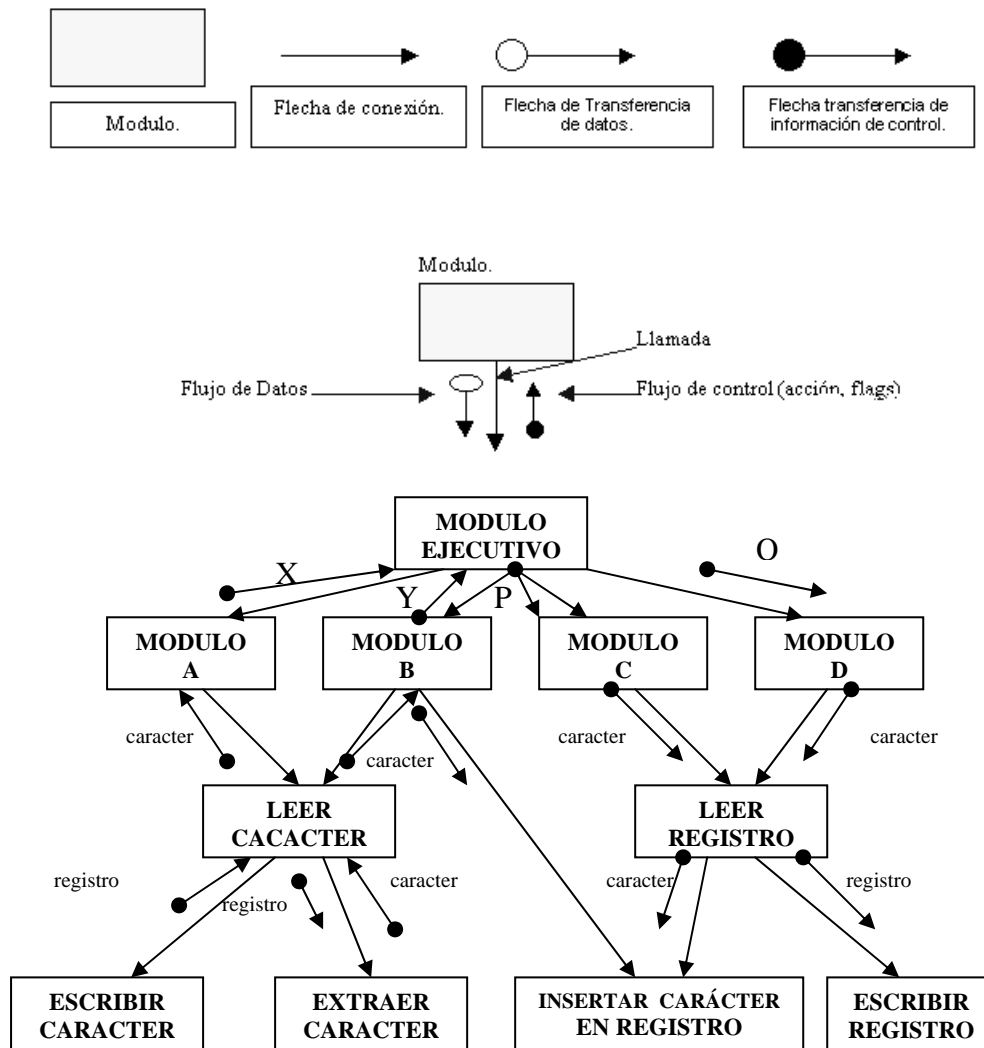 Modulo.
Flecha de conexión.
Flecha de Transferencia
de datos.
Flecha transferencia de
información de control.
Modulo.
Llamada
Flujo de Datos
Flujo de control (acción, flags)
MODULO
EJECUTIVO
O
X
Y
P
MODULO
A
MODULO
B
MODULO
C
MODULO
D
caracter
caracter
caracter
caracter
LEER
CACACTER
LEER
REGISTRO
registro
registro
caracter
caracter
registro
ESCRIBIR
CARACTER
EXTRAER
CARACTER
INSERTAR CARÁCTER
EN REGISTRO
ESCRIBIR
REGISTRO